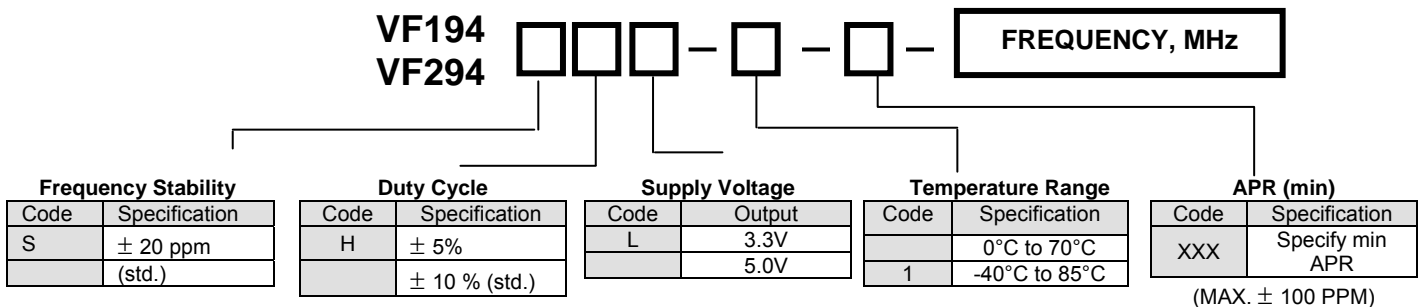 VF194
VF294
FREQUENCY, MHz
Frequency Stability
Code Specification
S ± 20 ppm
(std.)
Duty Cycle
Code Specification
H ± 5%
± 10 % (std.)
Supply Voltage
Code Output
L 3.3V
5.0V
Temperature Range
Code Specification
0°C to 70°C
1 -40°C to 85°C
APR (min)
Code Specification
XXX Specify min
APR
(MAX. ± 100 PPM)